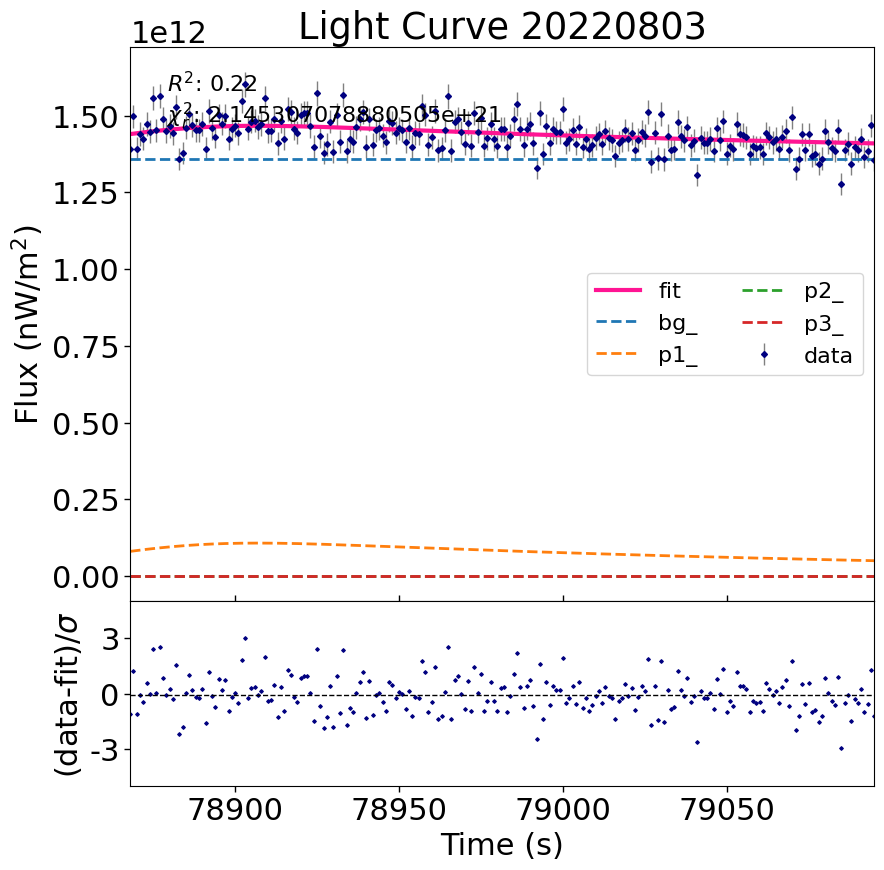 Light Curve 20220803
1e12
R²: 0.22
χ²ᵣ: 2.145307078880505e+21
Flux (nW/m²)
1.50
1.25
1.00
0.75
0.50
0.25
0.00
fit
bg_
p1_
p2_
p3_
data
(data-fit)/σ
3
0
-3
78900 78950 79000 79050
Time (s)